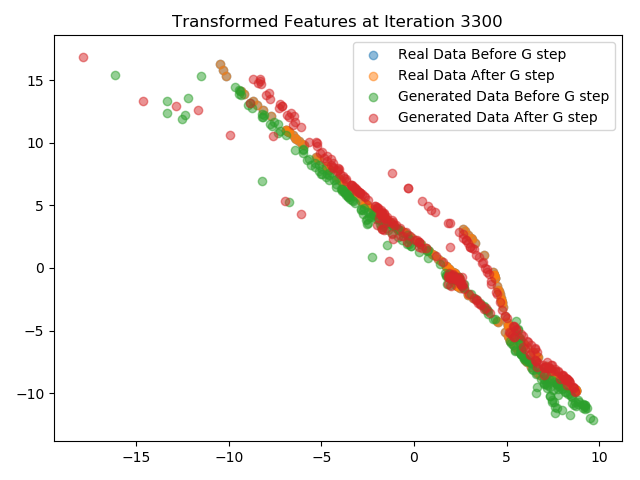 Transformed Features at Iteration 3300
Real Data Before G step
Real Data After G step
Generated Data Before G step
Generated Data After G step
15
10
5
0
−5
−10
−15
−10
−5
0
5
10